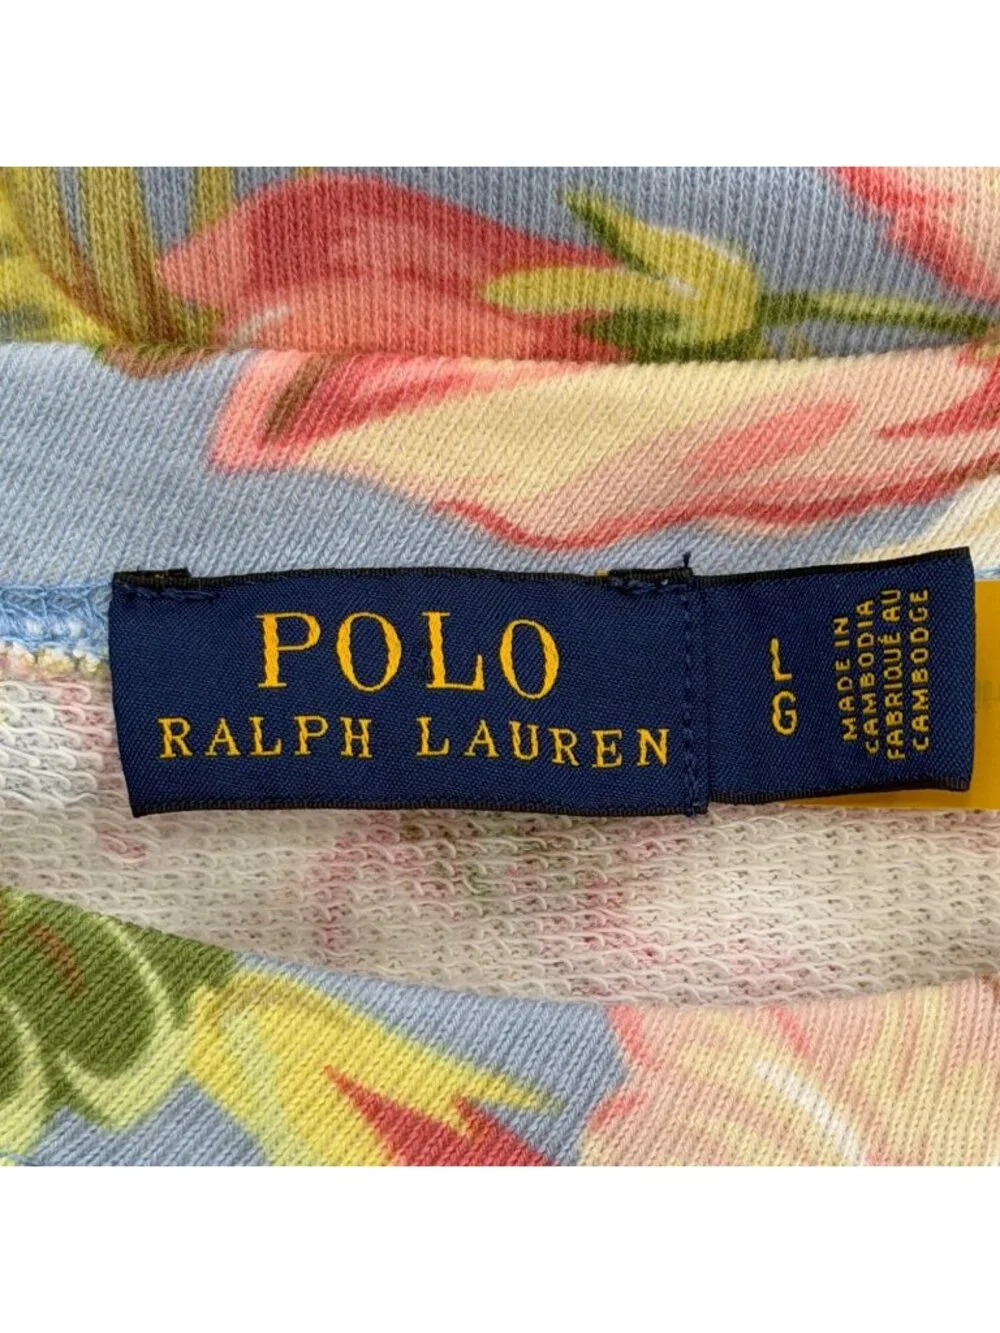 POLO
RALPH LAUREN
L
G
MADE IN
CAMBODIA
FABRIQUÉ AU
CAMBODGE